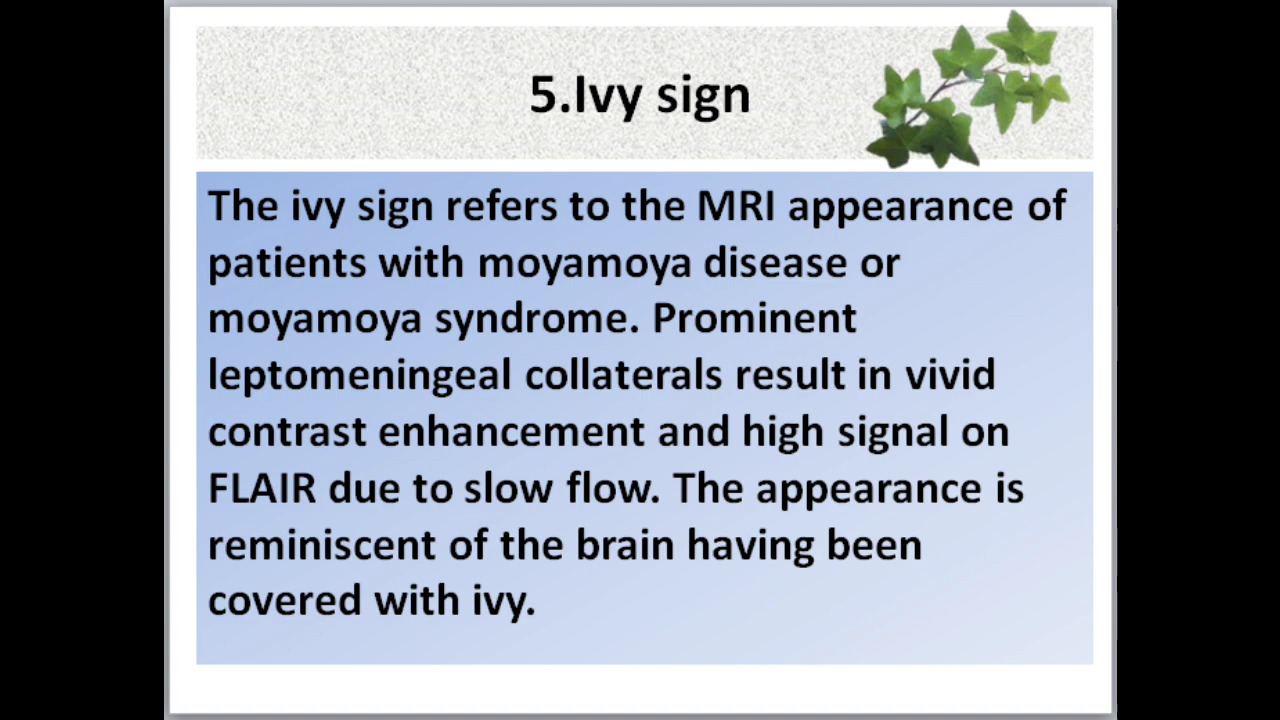 5.Ivy sign
The ivy sign refers to the MRI appearance of
patients with moyamoya disease or
moyamoya syndrome. Prominent
leptomeningeal collaterals result in vivid
contrast enhancement and high signal on
FLAIR due to slow flow. The appearance is
reminiscent of the brain having been
covered with ivy.